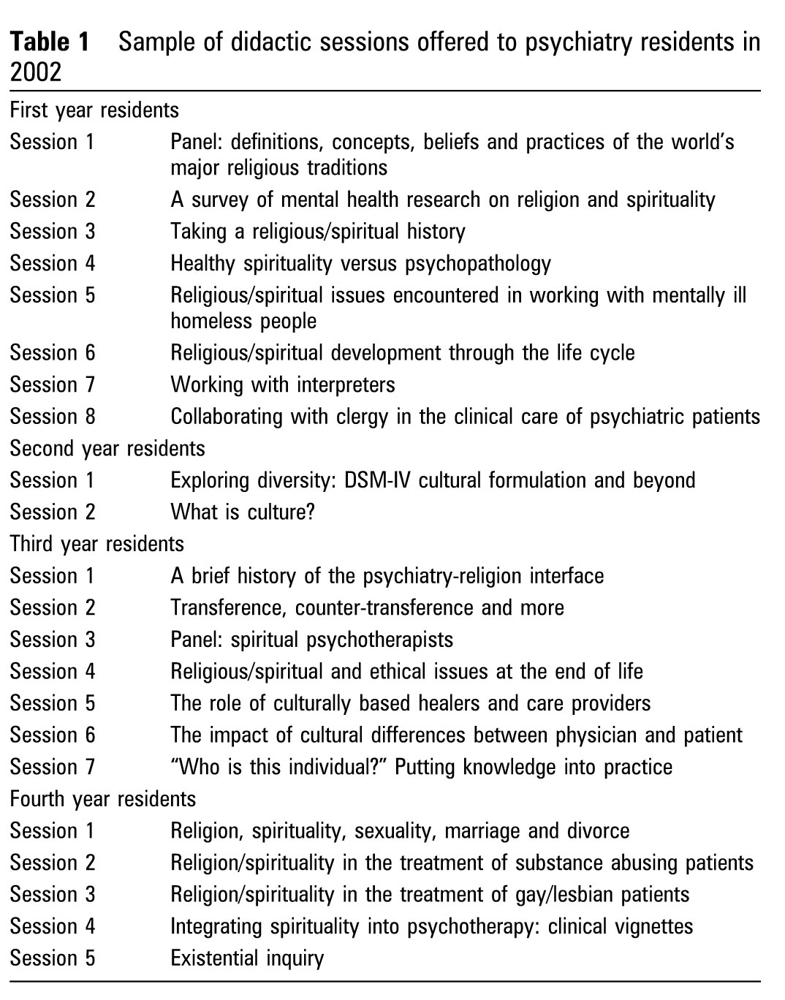 Table 1 Sample of didactic sessions offered to psychiatry residents in
2002
First year residents
Session 1 Panel: definitions, concepts, beliefs and practices of the world's
major religious traditions
Session 2 A survey of mental health research on religion and spirituality
Session 3 Taking a religious/spiritual history
Session 4 Healthy spirituality versus psychopathology
Session 5 Religious/spiritual issues encountered in working with mentally ill
homeless people
Session 6 Religious/spiritual development through the life cycle
Session 7 Working with interpreters
Session 8 Collaborating with clergy in the clinical care of psychiatric patients
Second year residents
Session 1 Exploring diversity: DSM-IV cultural formulation and beyond
Session 2 What is culture?
Third year residents
Session 1 A brief history of the psychiatry-religion interface
Session 2 Transference, counter-transference and more
Session 3 Panel: spiritual psychotherapists
Session 4 Religious/spiritual and ethical issues at the end of life
Session 5 The role of culturally based healers and care providers
Session 6 The impact of cultural differences between physician and patient
Session 7 “Who is this individual?” Putting knowledge into practice
Fourth year residents
Session 1 Religion, spirituality, sexuality, marriage and divorce
Session 2 Religion/spirituality in the treatment of substance abusing patients
Session 3 Religion/spirituality in the treatment of gay/lesbian patients
Session 4 Integrating spirituality into psychotherapy: clinical vignettes
Session 5 Existential inquiry